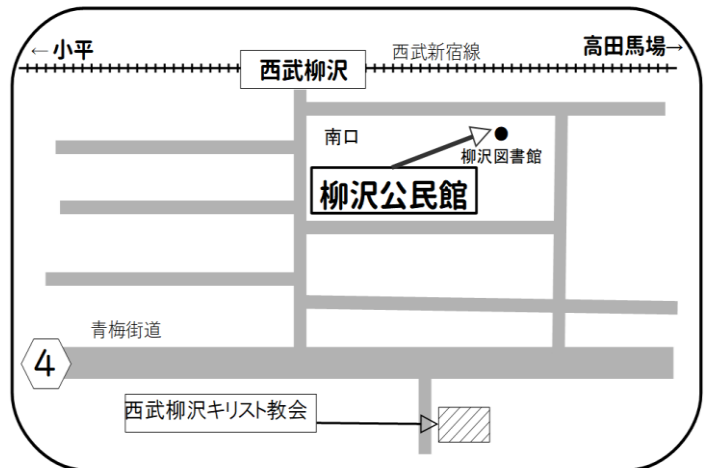 ←小平
西武新宿線
高田馬場→
西武柳沢
南口
柳沢図書館
柳沢公民館
青梅街道
4
西武柳沢キリスト教会